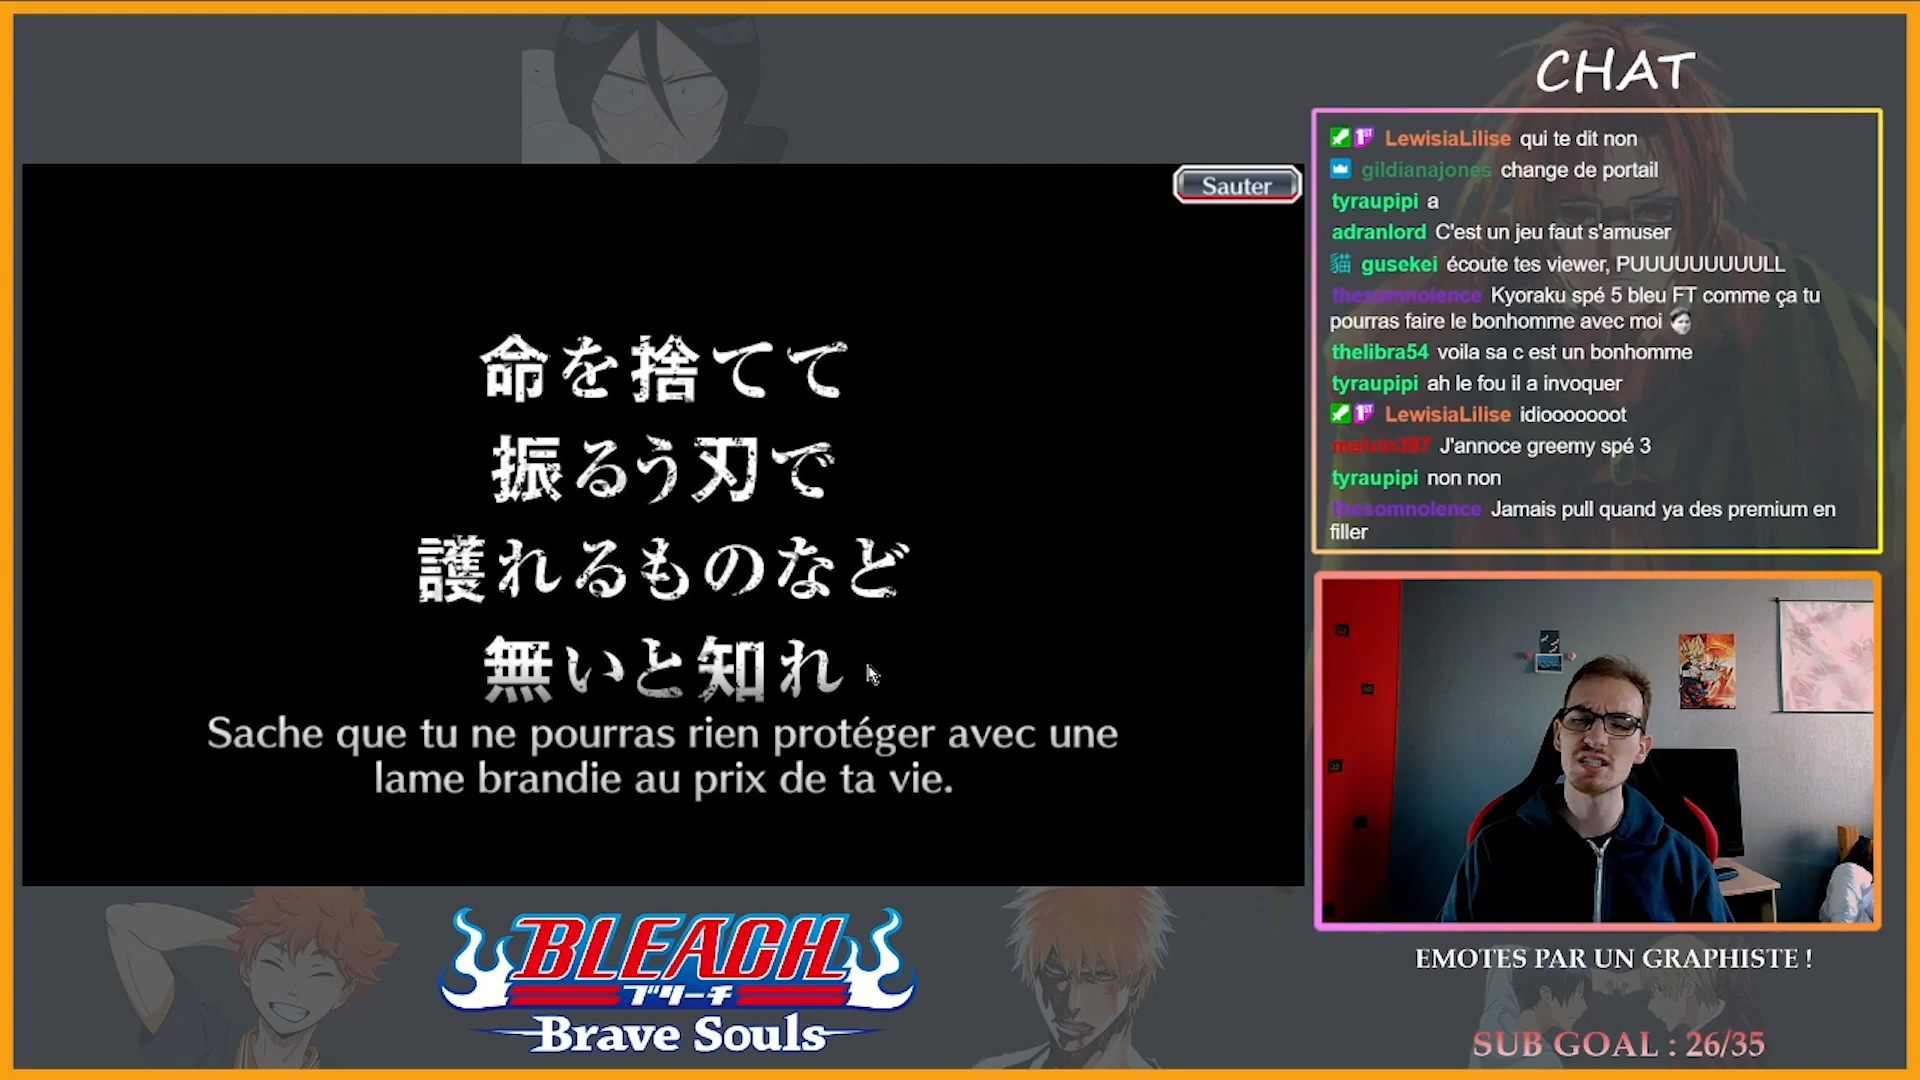 CHAT
LewisiaLilise qui te dit non
gildianajones change de portail
tyraupipi a
adranlord C'est un jeu faut s'amuser
貓 gusekei écoute tes viewer, PUUUUUUUUULL
thesomnolence Kyoraku spé 5 bleu FT comme ça tu
pourras faire le bonhomme avec moi
thelibra54 voila sa c est un bonhomme
tyraupipi ah le fou il a invoquer
LewisiaLilise idiooooooot
melvin387 J'annoce greemy spé 3
tyraupipi non non
thesomnolence Jamais pull quand ya des premium en
filler
Sauter
命を捨てて
振るう刃で
護れるものなど
無いと知れ
Sache que tu ne pourras rien protéger avec une
lame brandie au prix de ta vie.
BLEACH
ブリーチ
Brave Souls
EMOTES PAR UN GRAPHISTE !
SUB GOAL : 26/35